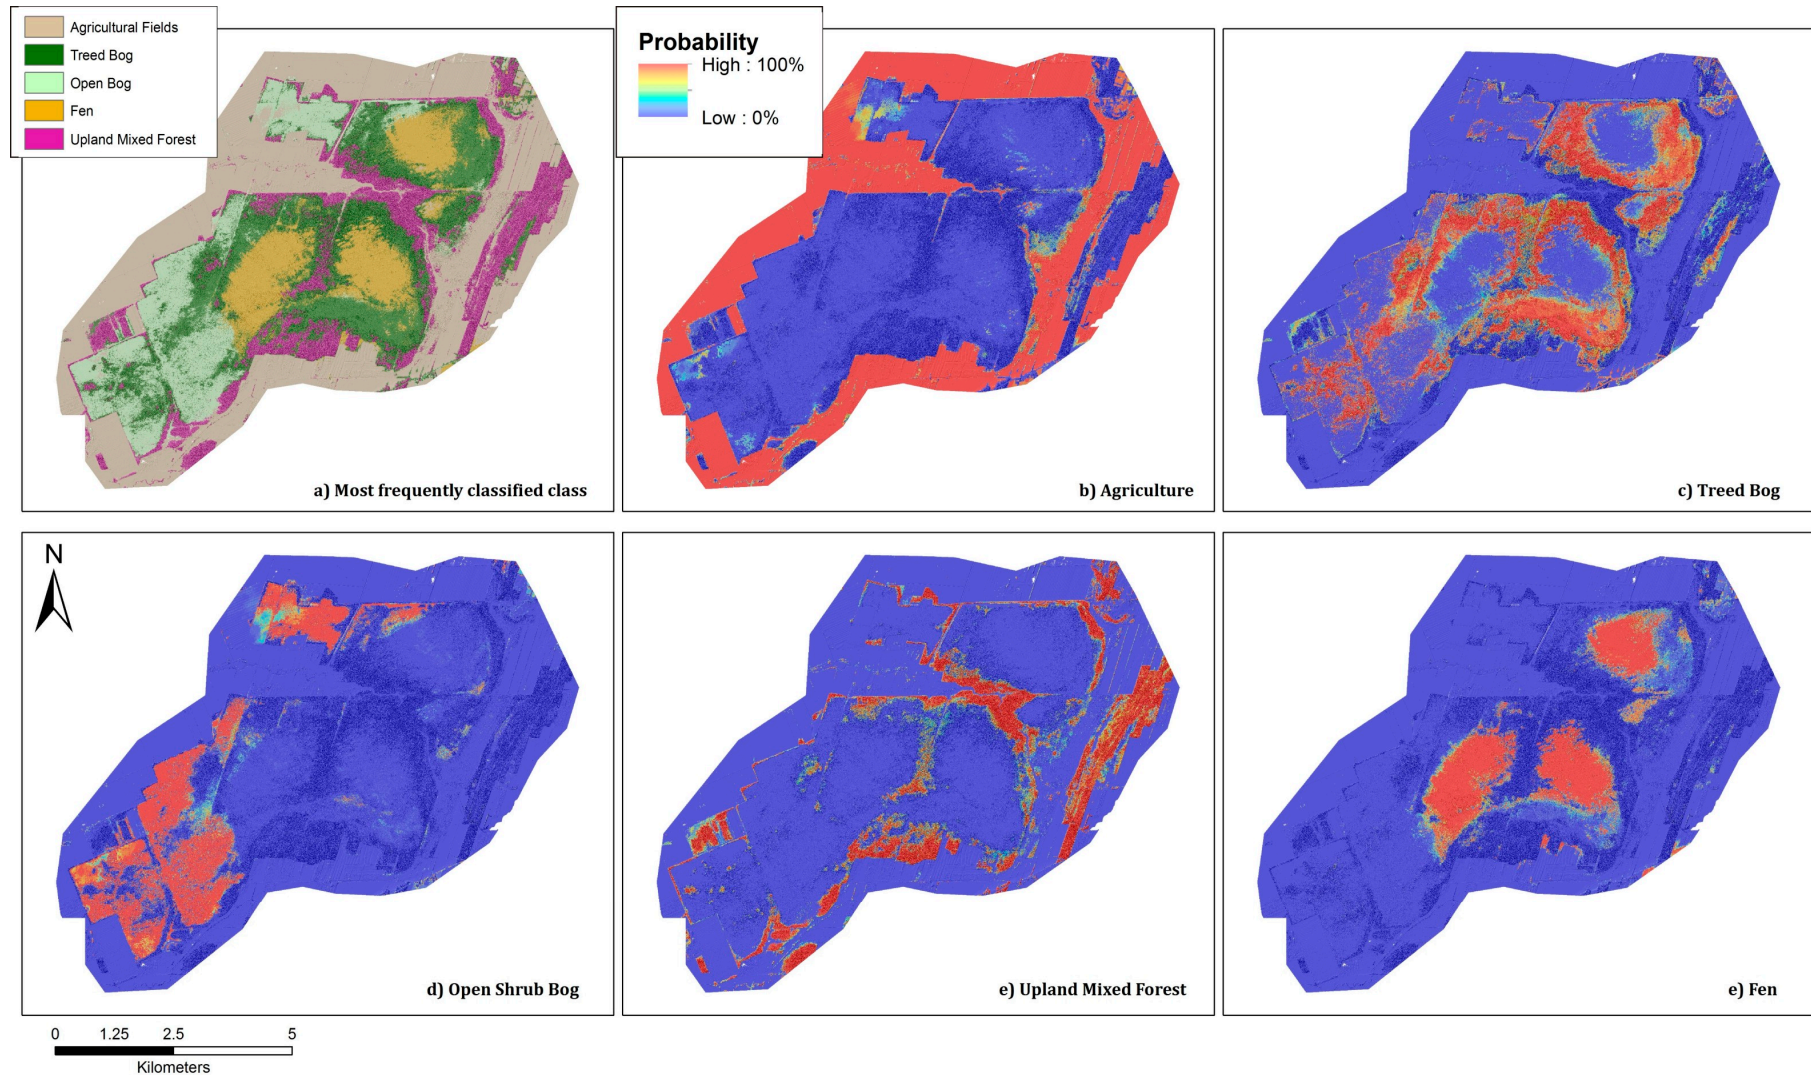 Agricultural Fields
Treed Bog
Open Bog
Fen
Upland Mixed Forest
a) Most frequently classified class
Probability
High : 100%
Low : 0%
b) Agriculture
c) Treed Bog
N
d) Open Shrub Bog
e) Upland Mixed Forest
e) Fen
0 1.25 2.5 5
Kilometers